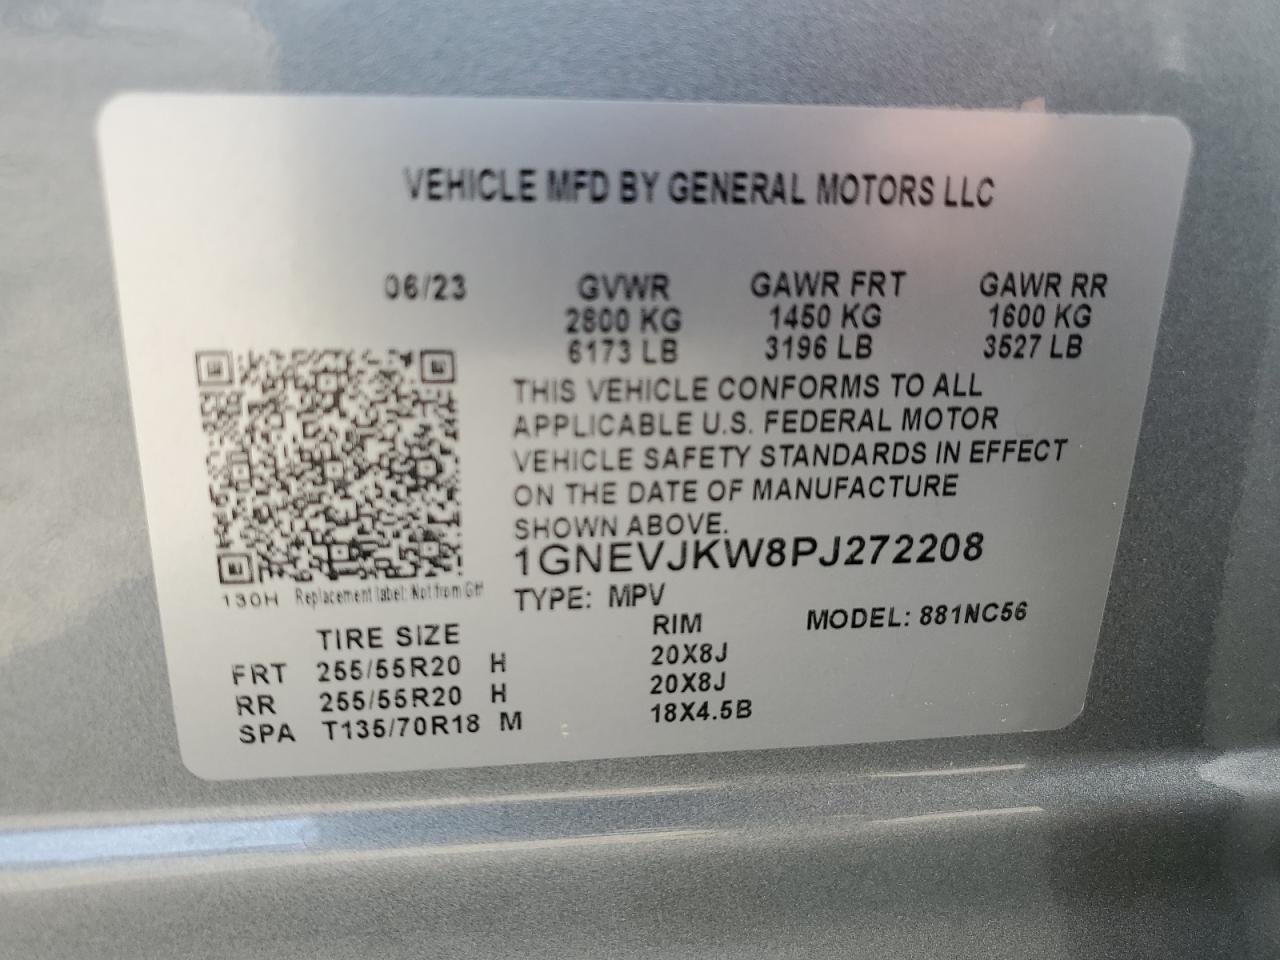 VEHICLE MFD BY GENERAL MOTORS LLC
06/23 GVWR GAWR FRT GAWR RR
2800 KG 1450 KG 1600 KG
6173 LB 3196 LB 3527 LB
THIS VEHICLE CONFORMS TO ALL
APPLICABLE U.S. FEDERAL MOTOR
VEHICLE SAFETY STANDARDS IN EFFECT
ON THE DATE OF MANUFACTURE
SHOWN ABOVE.
1GNEVJKW8PJ272208
130H Replacement label: Not from GM
TYPE: MPV
MODEL: 881NC56
TIRE SIZE RIM
FRT 255/55R20 H 20X8J
RR 255/55R20 H 20X8J
SPA T135/70R18 M 18X4.5B